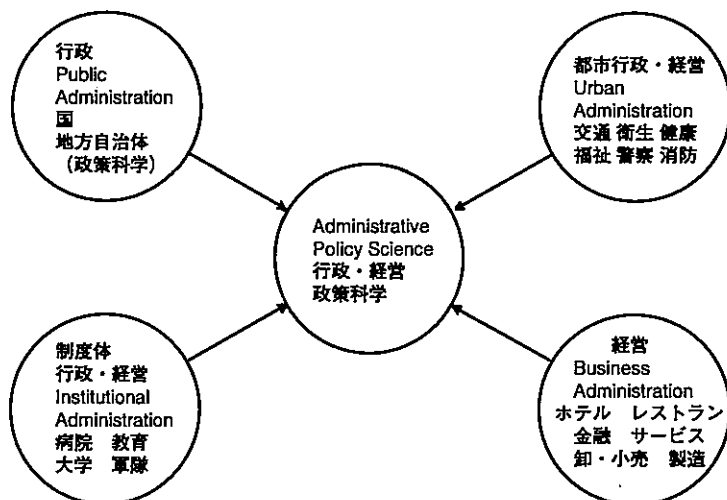 行政
Public
Administration
国
地方自治体
(政策科学)
都市行政・経営
Urban
Administration
交通 衛生 健康
福祉 警察 消防
Administrative
Policy Science
行政・経営
政策科学
制度体
行政・経営
Institutional
Administration
病院 教育
大学 軍隊
経営
Business
Administration
ホテル レストラン
金融 サービス
卸・小売 製造